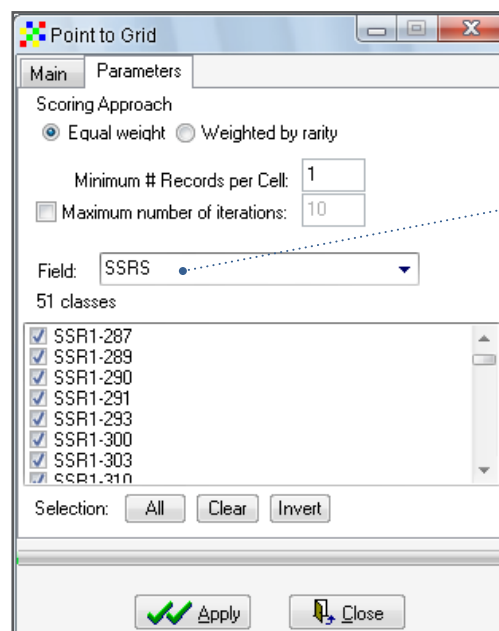 Point to Grid
Main Parameters
Scoring Approach
Equal weight Weighted by rarity
Minimum # Records per Cell: 1
Maximum number of iterations: 10
Field: SSRS
51 classes
SSR1-287
SSR1-289
SSR1-290
SSR1-291
SSR1-293
SSR1-300
SSR1-303
SSR1-310
Selection: All Clear Invert
Apply Close